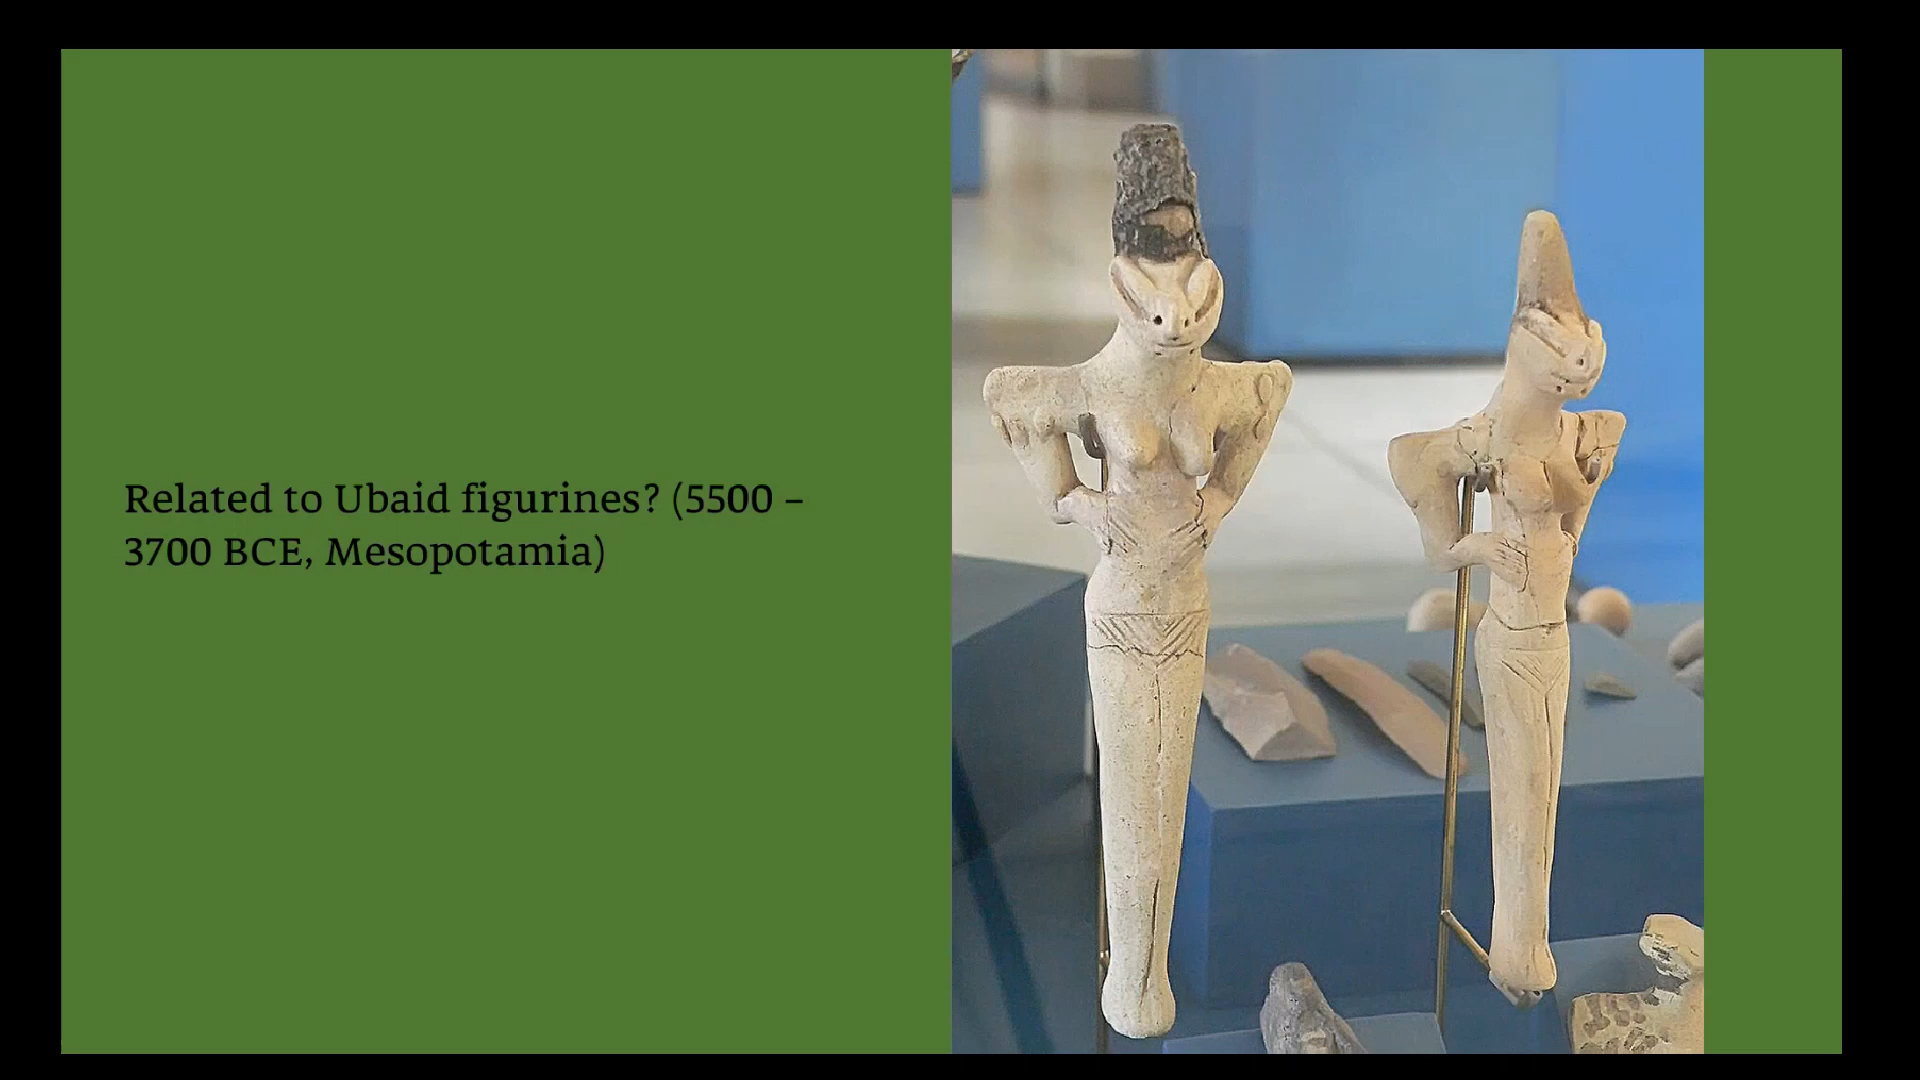 Related to Ubaid figurines? (5500 –
3700 BCE, Mesopotamia)